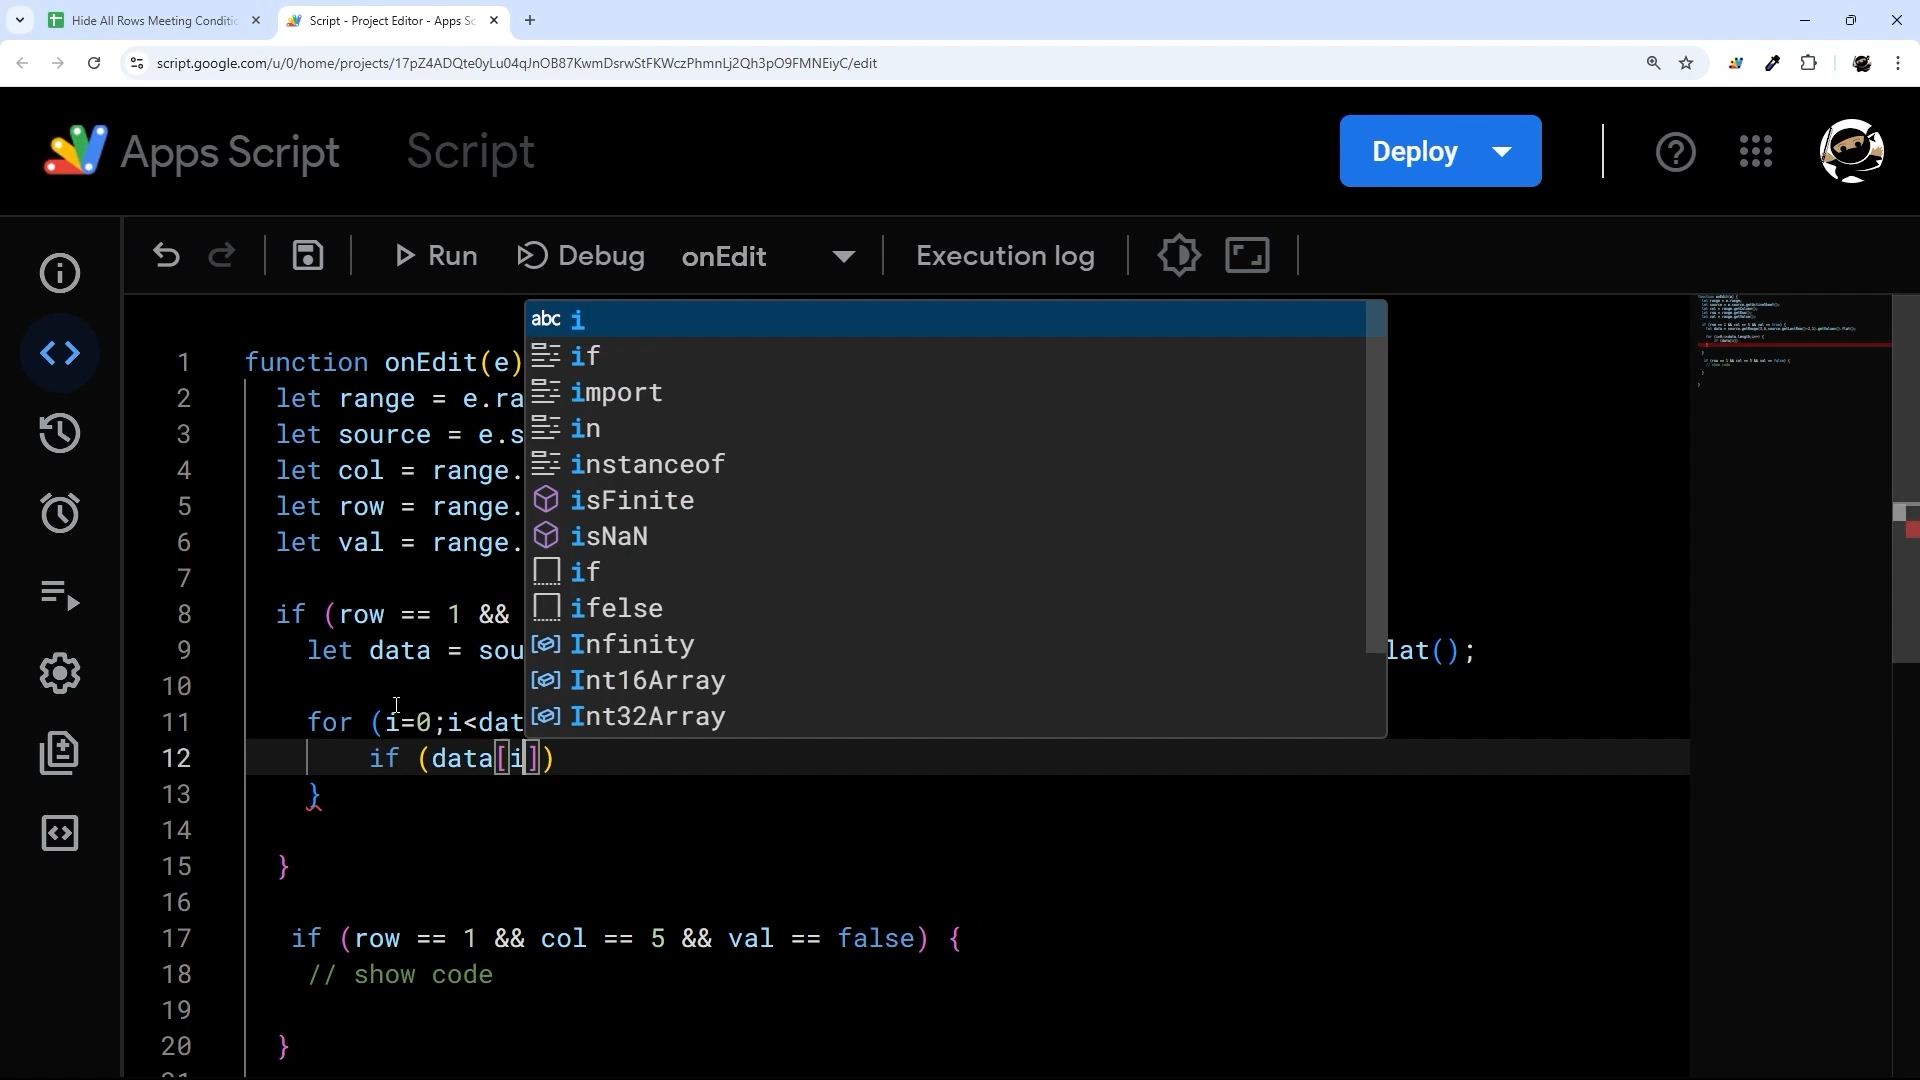 Hide All Rows Meeting Conditio
Script - Project Editor - Apps Sc
script.google.com/u/0/home/projects/17pZ4ADQte0yLu04qJnOB87KwmDsrwStFKWczPhmnLj2Qh3pO9FMNEiyC/edit
Apps Script
Script
Deploy
Run
Debug
onEdit
Execution log
abc i
if
import
in
instanceof
isFinite
isNaN
if
ifelse
Infinity
Int16Array
Int32Array
1 function onEdit(e)
2 let range = e.ra
3 let source = e.s
4 let col = range.
5 let row = range.
6 let val = range.
7
8 if (row == 1 &&
9 let data = sou lat();
10
11 for (i=0;i<dat
12 if (data[i])
13 }
14
15 }
16
17 if (row == 1 && col == 5 && val == false) {
18 // show code
19
20 }